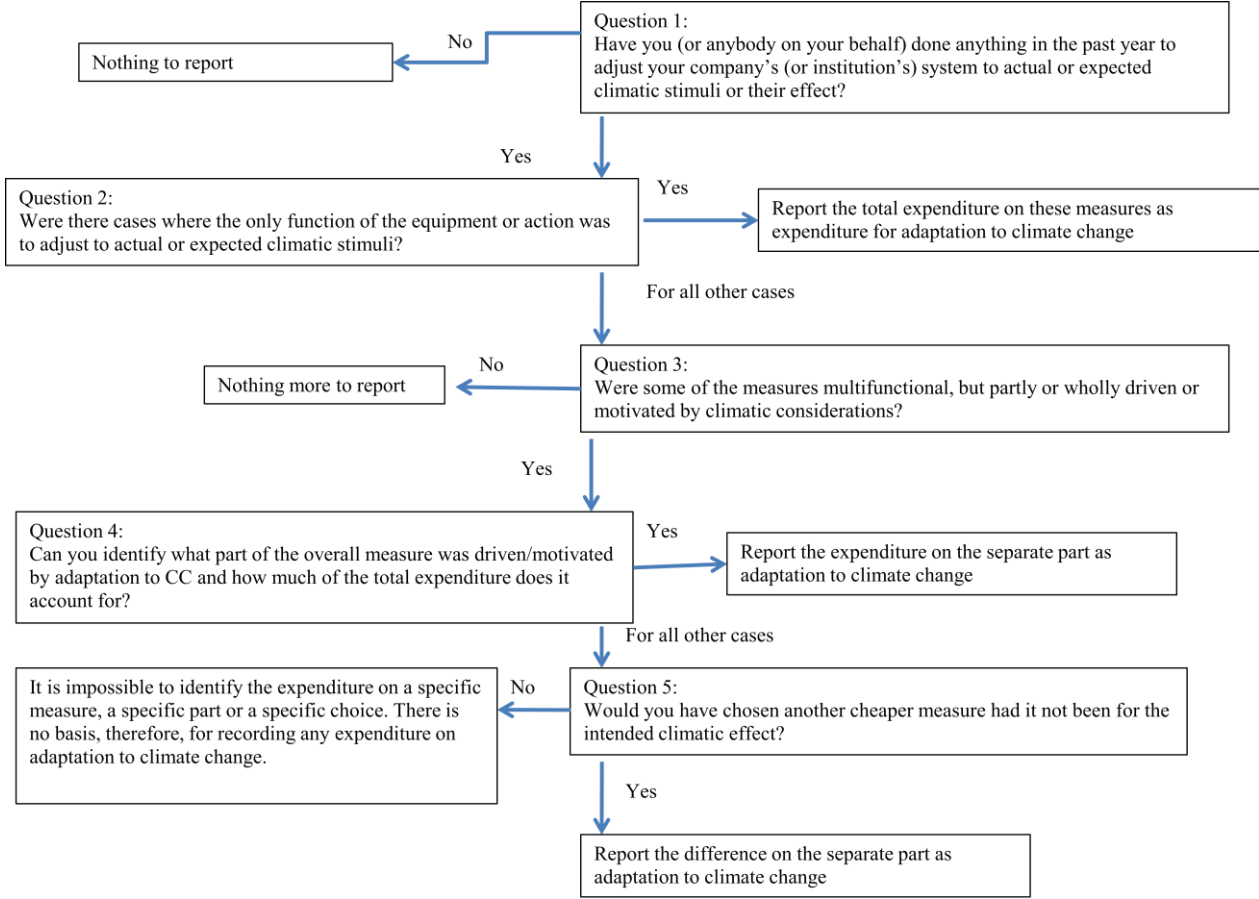 Question 1:
Have you (or anybody on your behalf) done anything in the past year to
adjust your company’s (or institution’s) system to actual or expected
climatic stimuli or their effect?
No
Nothing to report
Yes
Question 2:
Were there cases where the only function of the equipment or action was
to adjust to actual or expected climatic stimuli?
Yes
Report the total expenditure on these measures as
expenditure for adaptation to climate change
For all other cases
Question 3:
Were some of the measures multifunctional, but partly or wholly driven or
motivated by climatic considerations?
No
Nothing more to report
Yes
Question 4:
Can you identify what part of the overall measure was driven/motivated
by adaptation to CC and how much of the total expenditure does it
account for?
Yes
Report the expenditure on the separate part as
adaptation to climate change
For all other cases
Question 5:
Would you have chosen another cheaper measure had it not been for the
intended climatic effect?
No
It is impossible to identify the expenditure on a specific
measure, a specific part or a specific choice. There is
no basis, therefore, for recording any expenditure on
adaptation to climate change.
Yes
Report the difference on the separate part as
adaptation to climate change